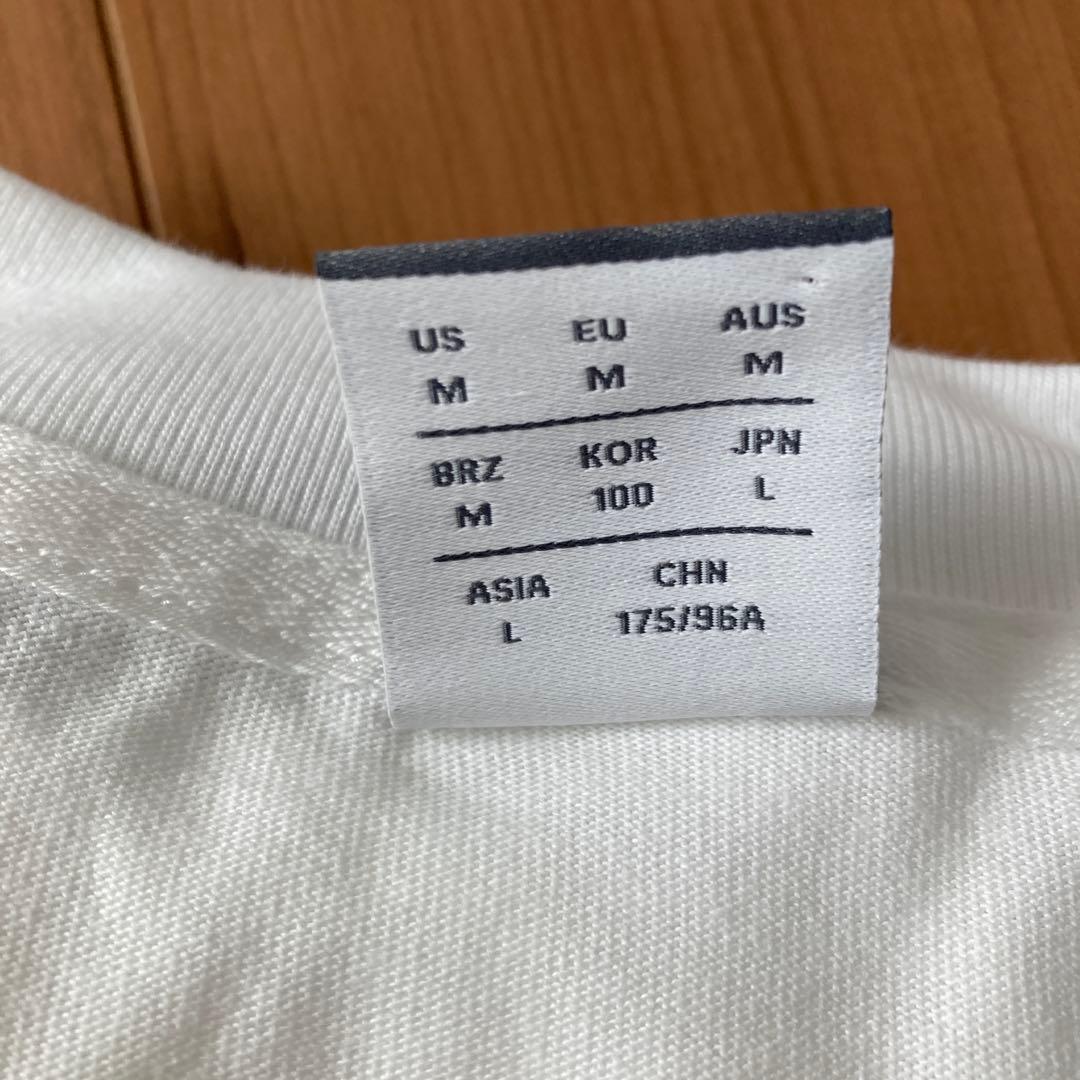 US EU AUS
M M M
BRZ KOR JPN
M 100 L
ASIA CHN
L 175/96A